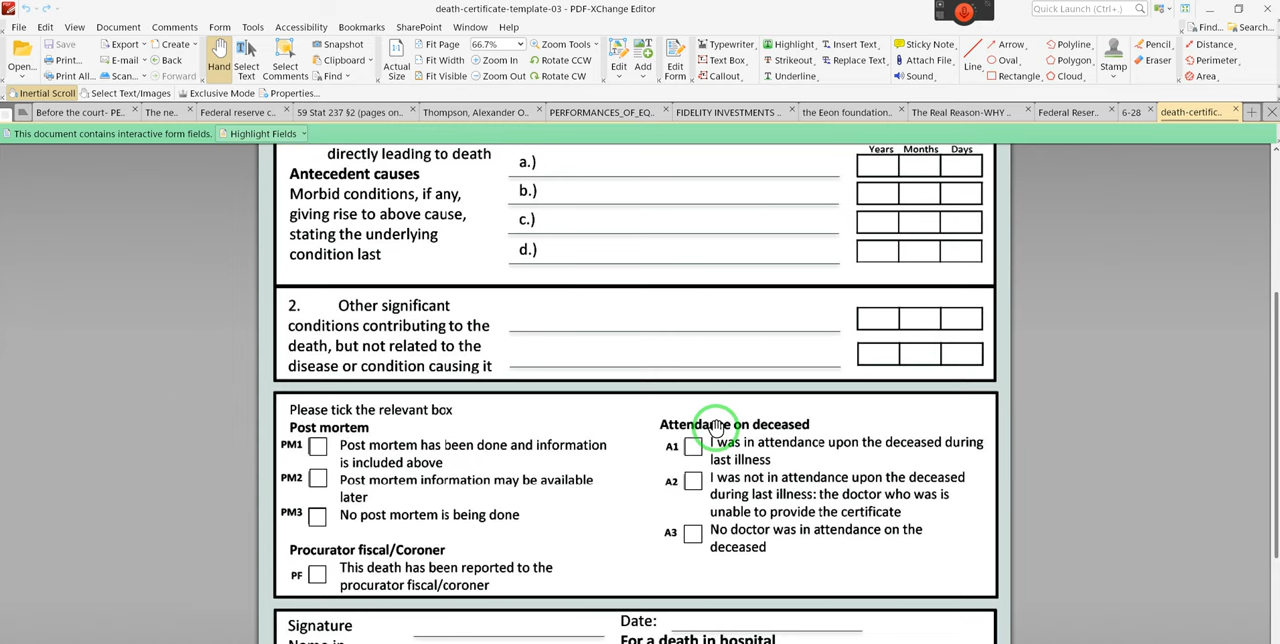 death-certificate-template-03 - PDF-XChange Editor
Quick Launch (Ctrl+.)
File Edit View Document Comments Form Tools Accessibility Bookmarks SharePoint Window Help
Find... Search...
Open... Save Print... Print All... Export Create E-mail Back Scan... Forward Hand Select Text Select Comments Snapshot Clipboard Find
Actual Size Fit Page Fit Width Fit Visible 66.7% Zoom In Zoom Out Zoom Tools Rotate CCW Rotate CW
Edit Add Edit Form Typewriter Text Box Callout Highlight Strikeout Underline Insert Text Replace Text Sticky Note Attach File Sound
Line Arrow Oval Rectangle Polyline Polygon Cloud Stamp Pencil Eraser Distance Perimeter Area
Inertial Scroll Select Text/Images Exclusive Mode Properties...
Before the court- PE... The ne... Federal reserve c... 59 Stat 237 §2 (pages on... Thompson, Alexander O... PERFORMANCES_OF_EQ... FIDELITY INVESTMENTS ... the Eeon foundation... The Real Reason-WHY ... Federal Reser... 6-28 death-certific...
This document contains interactive form fields. Highlight Fields
Years Months Days
directly leading to death a.)
Antecedent causes
Morbid conditions, if any, b.)
giving rise to above cause, c.)
stating the underlying
condition last d.)
2. Other significant
conditions contributing to the
death, but not related to the
disease or condition causing it
Please tick the relevant box
Post mortem
PM1 Post mortem has been done and information
is included above
PM2 Post mortem information may be available
later
PM3 No post mortem is being done
Procurator fiscal/Coroner
PF This death has been reported to the
procurator fiscal/coroner
Attendance on deceased
A1 I was in attendance upon the deceased during
last illness
A2 I was not in attendance upon the deceased
during last illness: the doctor who was is
unable to provide the certificate
A3 No doctor was in attendance on the
deceased
Signature
Name in
Date:
For a death in hospital